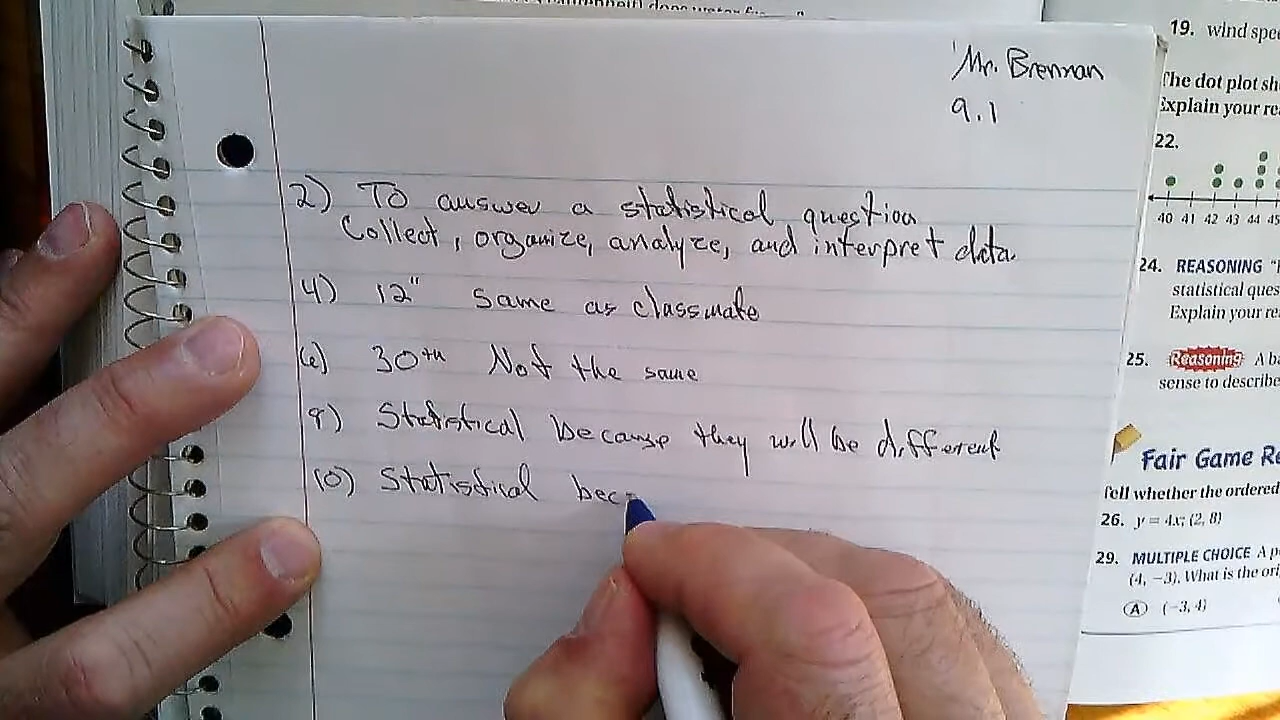 Mr. Brennan
9.1
2) To answer a statistical question
Collect, organize, analyze, and interpret data.
4) 12" Same as classmate
6) 30th Not the same
8) Statistical because they will be different
10) Statistical bec
19. wind spe
The dot plot sh
Explain your re
22.
40 41 42 43 44 45
24. REASONING
statistical ques
Explain your re
25. Reasoning A b
sense to describe
Fair Game Re
Tell whether the ordered
26. y = 4x; (2, 8)
29. MULTIPLE CHOICE A p
(4, −3). What is the ori
A (−3, 4)